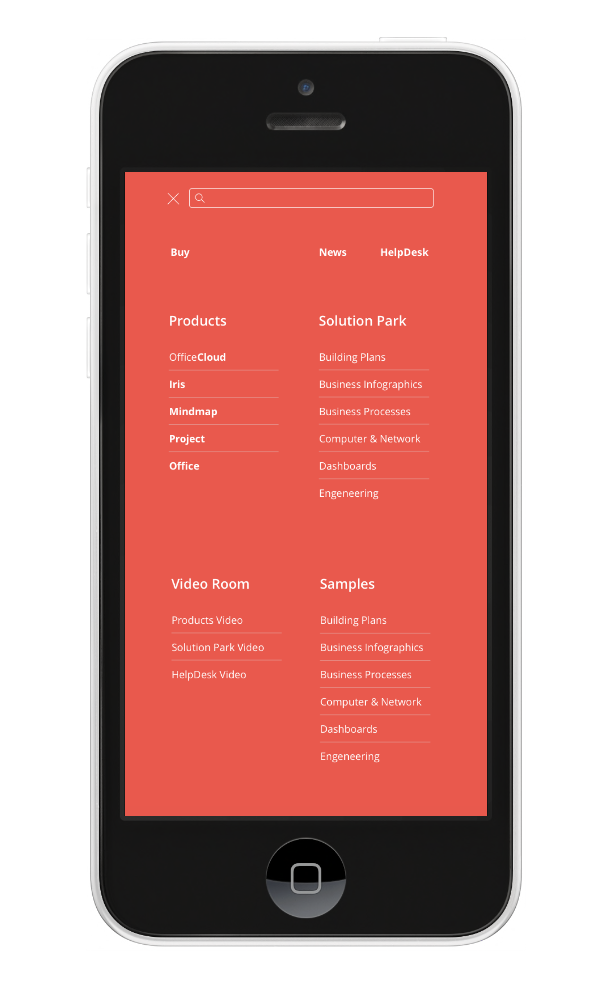 Buy News HelpDesk
Products
OfficeCloud
Iris
Mindmap
Project
Office
Solution Park
Building Plans
Business Infographics
Business Processes
Computer & Network
Dashboards
Engeneering
Video Room
Products Video
Solution Park Video
HelpDesk Video
Samples
Building Plans
Business Infographics
Business Processes
Computer & Network
Dashboards
Engeneering